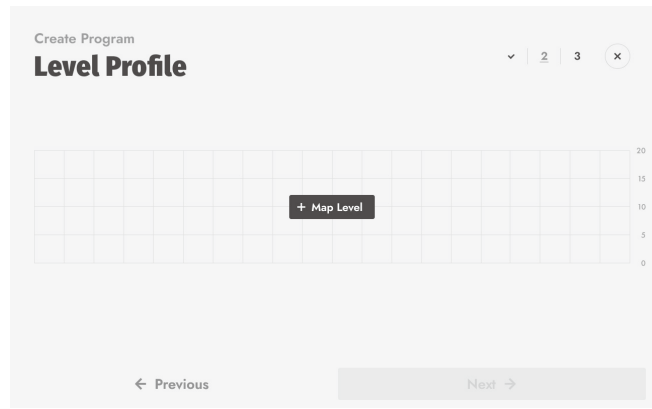 Create Program
Level Profile
2 3
20
15
+ Map Level
10
5
0
← Previous
Next →